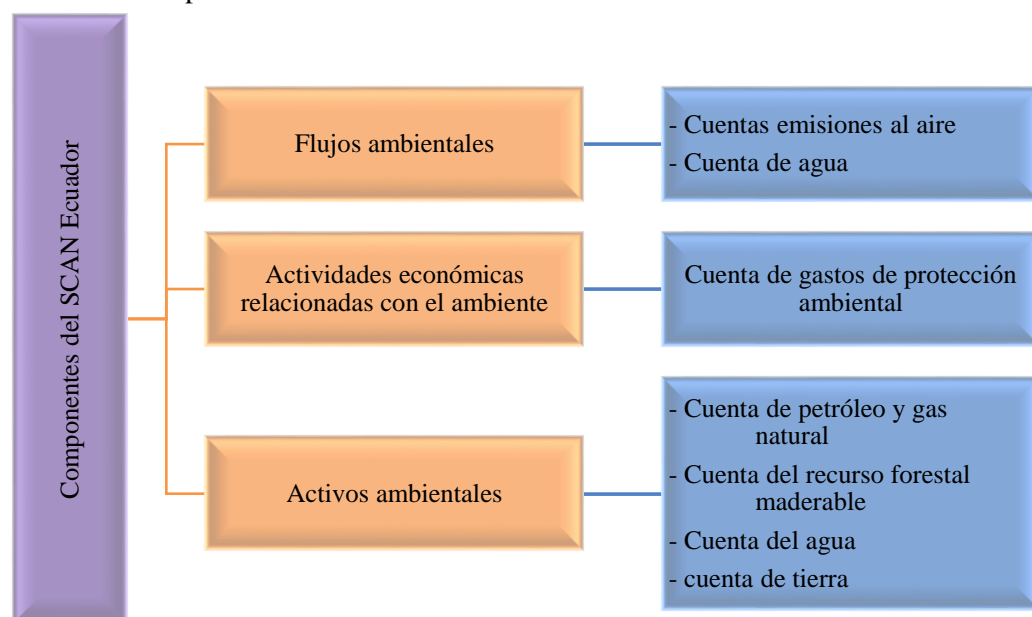 Componentes del SCAN Ecuador
Flujos ambientales
- Cuentas emisiones al aire
- Cuenta de agua
Actividades económicas
relacionadas con el ambiente
Cuenta de gastos de protección
ambiental
Activos ambientales
- Cuenta de petróleo y gas
natural
- Cuenta del recurso forestal
maderable
- Cuenta del agua
- cuenta de tierra